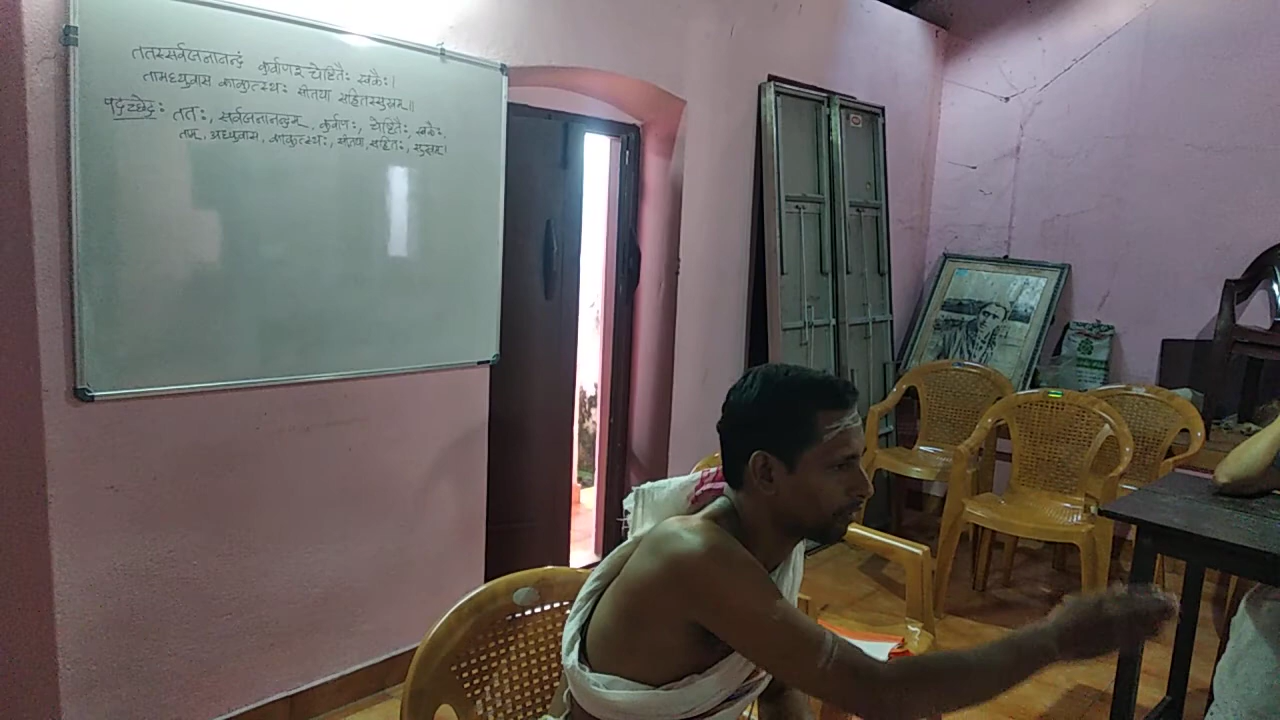 ततस्सर्वजनानन्दं कुर्वाणश्चेष्टितैः स्वकैः।
तामध्युवास काकुत्स्थः सीतया सहितस्सुखम्॥
पदच्छेदः ततः, सर्वजनानन्दम्, कुर्वाणः, चेष्टितैः, स्वकैः,
ताम्, अध्युवास, काकुत्स्थः, सीतया, सहितः, सुखम्।